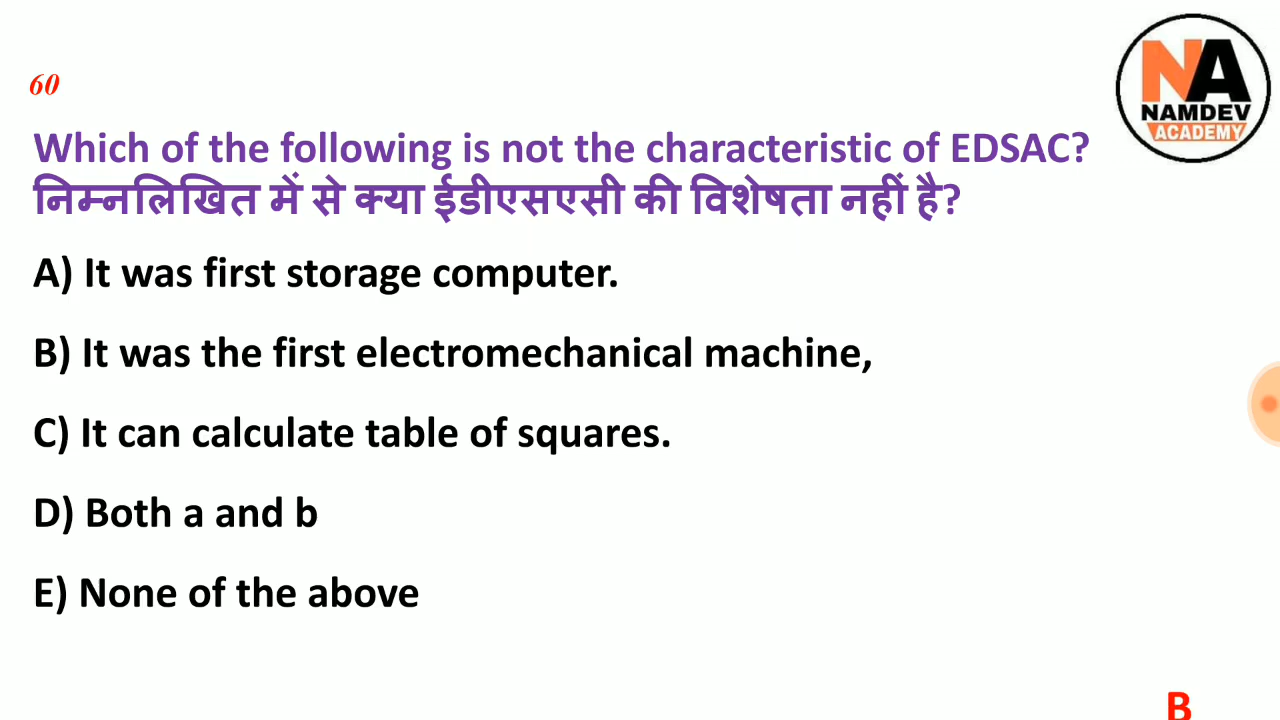 NA
NAMDEV
ACADEMY
60
Which of the following is not the characteristic of EDSAC?
निम्नलिखित में से क्या ईडीएसएसी की विशेषता नहीं है?
A) It was first storage computer.
B) It was the first electromechanical machine,
C) It can calculate table of squares.
D) Both a and b
E) None of the above
B